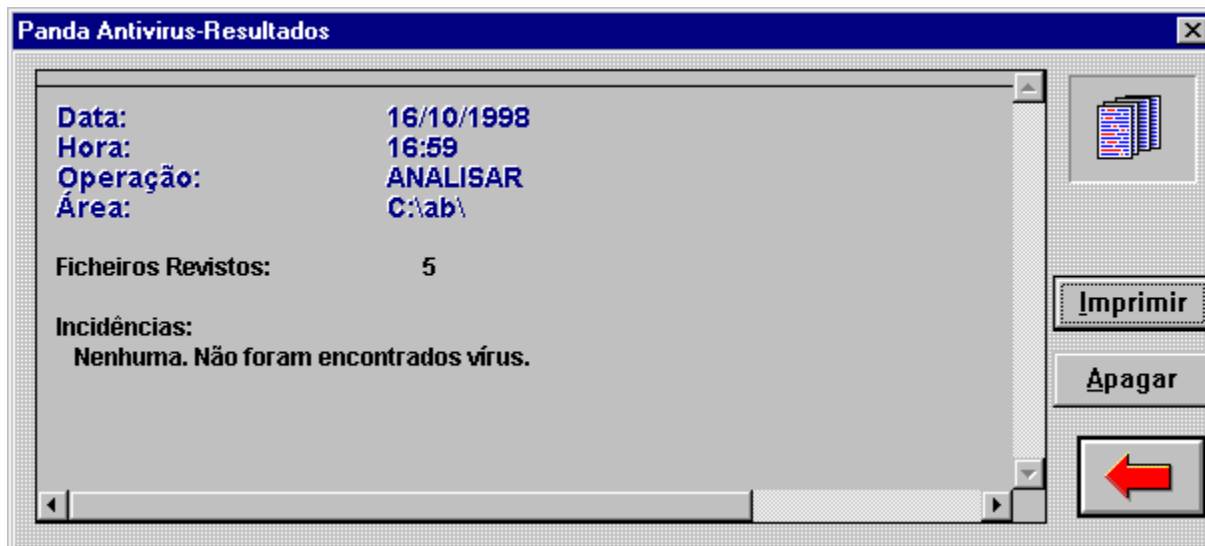 Panda Antivirus-Resultados
Data: 16/10/1998
Hora: 16:59
Operação: ANALISAR
Área: C:\ab\
Ficheiros Revistos: 5
Incidências:
Nenhuma. Não foram encontrados vírus.
Imprimir
Apagar